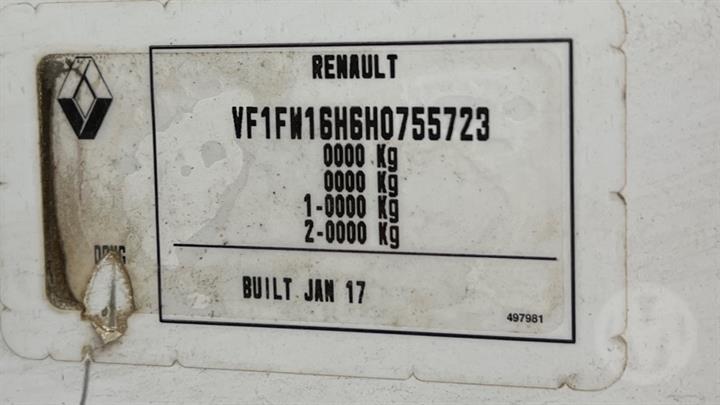 RENAULT
VF1FW16H6H0755723
0000 Kg
0000 Kg
1-0000 Kg
2-0000 Kg
BUILT JAN 17
497981